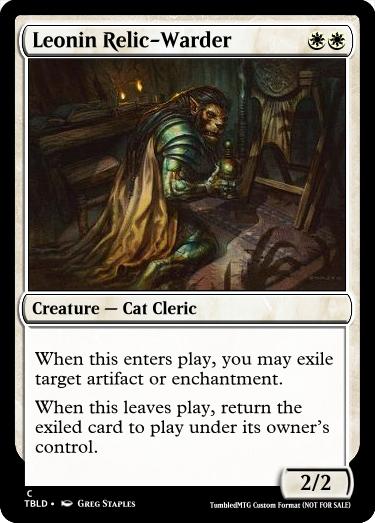 Leonin Relic-Warder
Creature — Cat Cleric
When this enters play, you may exile
target artifact or enchantment.
When this leaves play, return the
exiled card to play under its owner's
control.
2/2
C
TBLD • Greg Staples
TumbledMTG Custom Format (NOT FOR SALE)